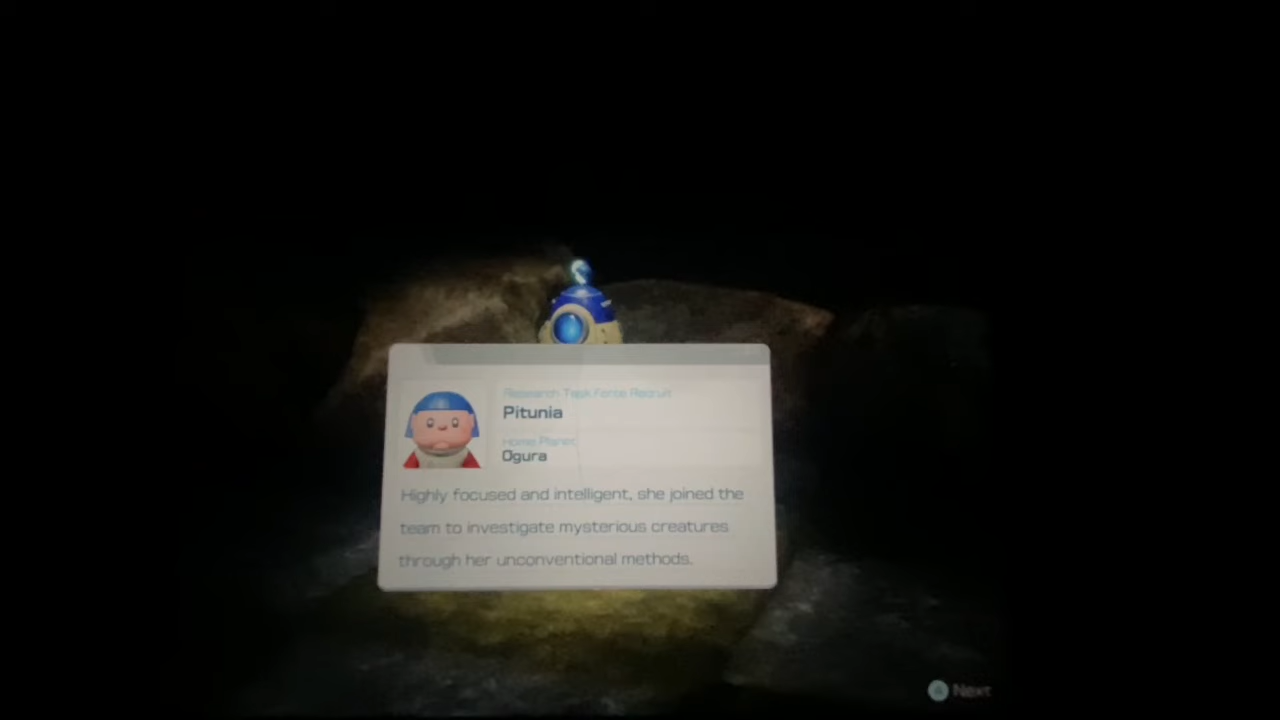 Research Task Force Recruit
Pitunia
Home Planet
Ogura
Highly focused and intelligent, she joined the
team to investigate mysterious creatures
through her unconventional methods.
A Next